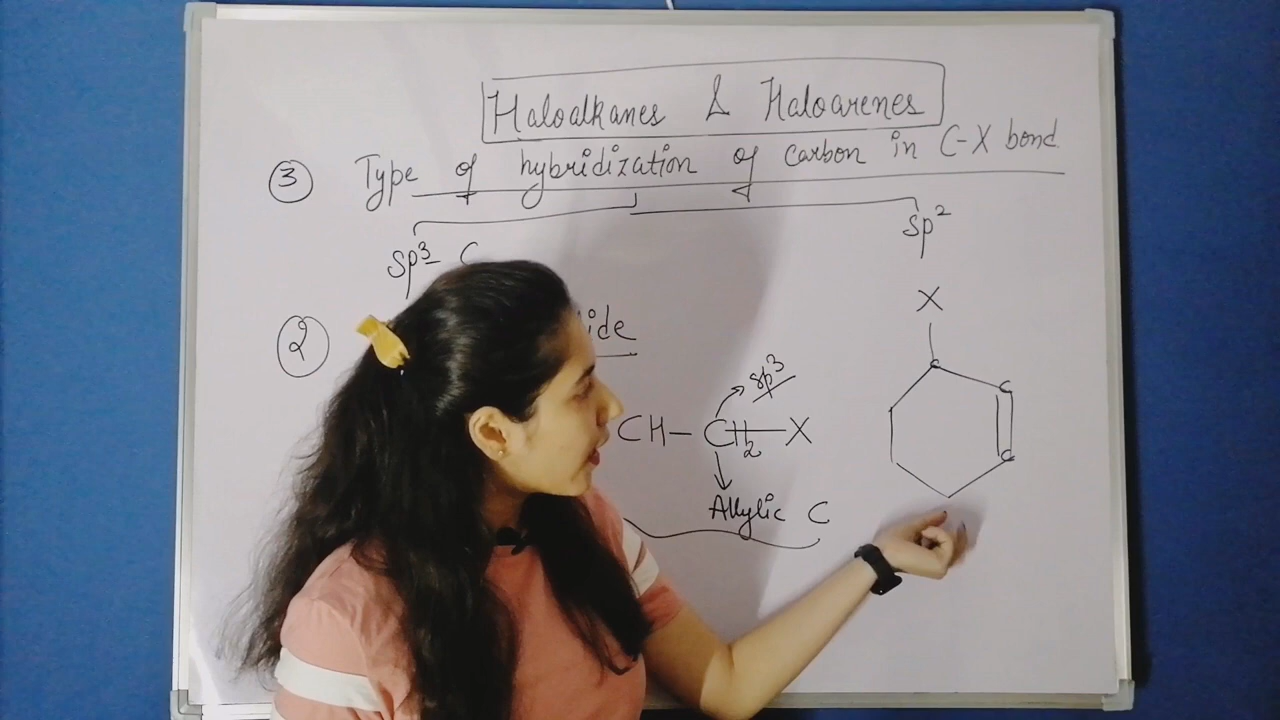 Haloalkanes & Haloarenes
③ Type of hybridization of carbon in C-X bond
sp³ C
sp²
②
ide
sp³
CH-CH₂-X
Allylic C
X
C
C
C